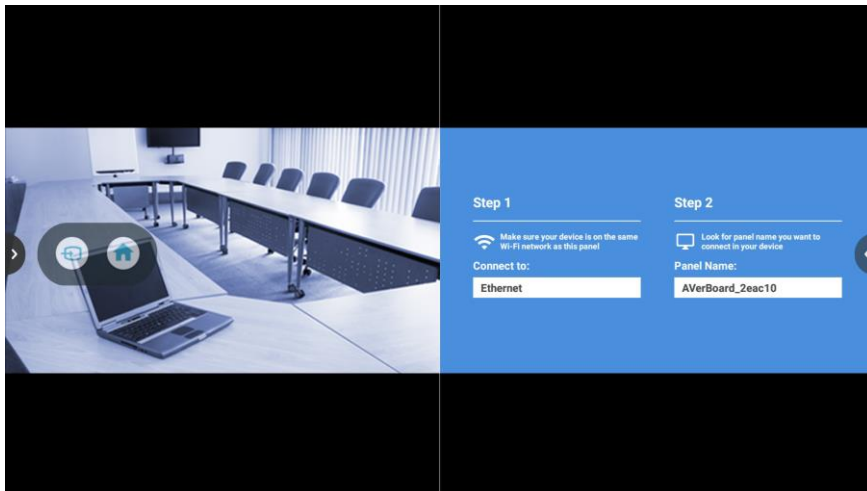 Step 1
Make sure your device is on the same
Wi-Fi network as this panel
Connect to:
Ethernet
Step 2
Look for panel name you want to
connect in your device
Panel Name:
AVerBoard_2eac10